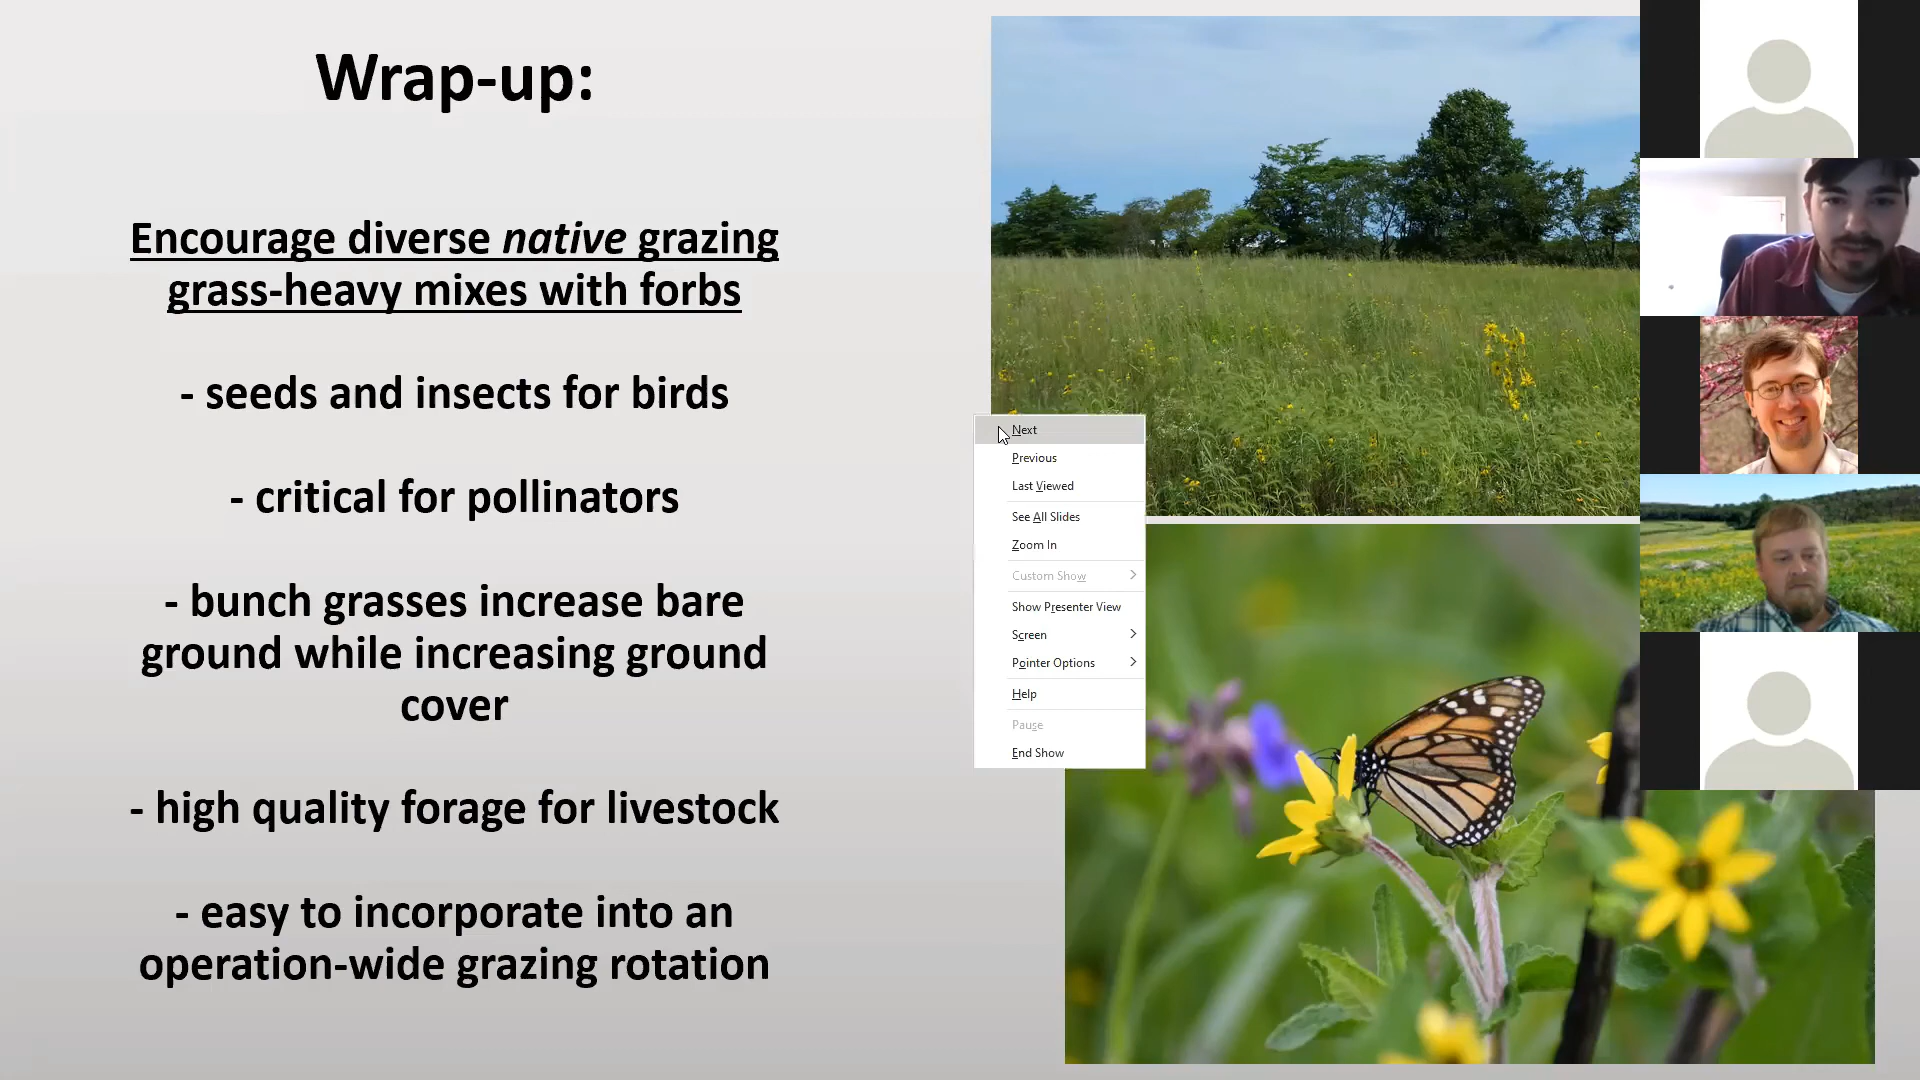 Wrap-up:
Encourage diverse native grazing
grass-heavy mixes with forbs
- seeds and insects for birds
- critical for pollinators
- bunch grasses increase bare
ground while increasing ground
cover
- high quality forage for livestock
- easy to incorporate into an
operation-wide grazing rotation
Next
Previous
Last Viewed
See All Slides
Zoom In
Custom Show
Show Presenter View
Screen
Pointer Options
Help
Pause
End Show